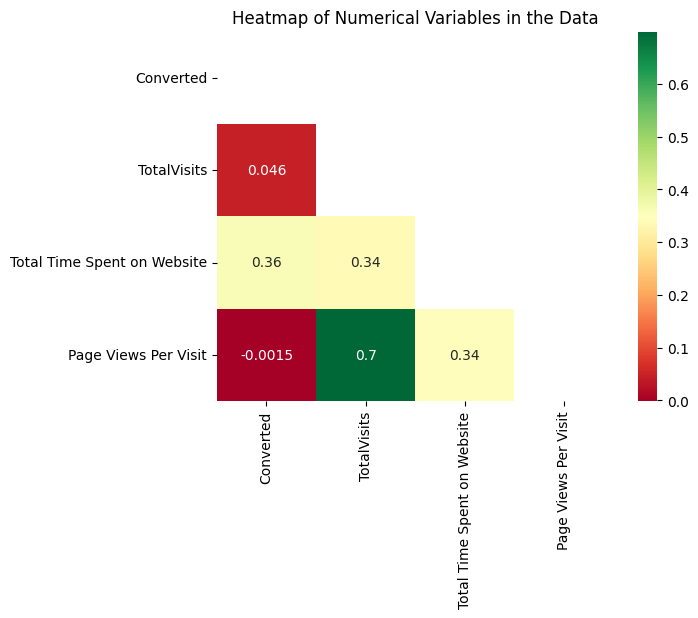 Heatmap of Numerical Variables in the Data
Converted
TotalVisits
Total Time Spent on Website
Page Views Per Visit
0.046
0.36 0.34
-0.0015 0.7 0.34
Converted
TotalVisits
Total Time Spent on Website
Page Views Per Visit
0.6
0.5
0.4
0.3
0.2
0.1
0.0